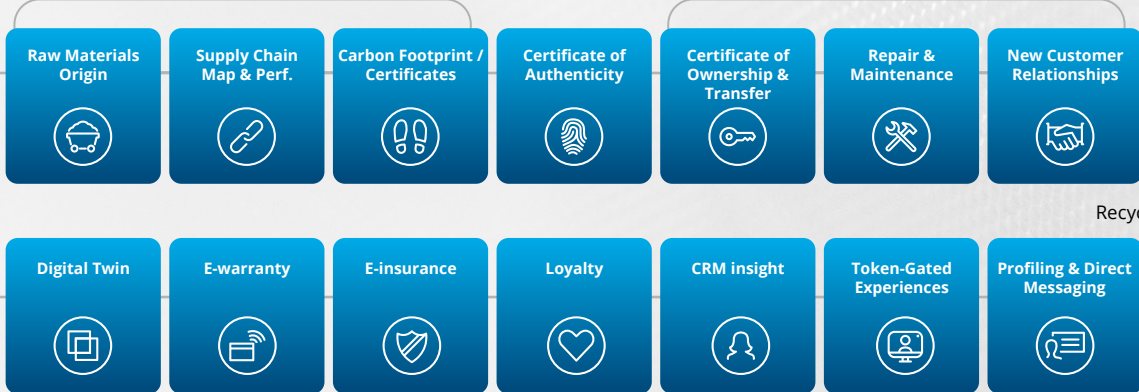 Raw Materials
Origin
Supply Chain
Map & Perf.
Carbon Footprint /
Certificates
Certificate of
Authenticity
Certificate of
Ownership &
Transfer
Repair &
Maintenance
New Customer
Relationships
Digital Twin
E-warranty
E-insurance
Loyalty
CRM insight
Token-Gated
Experiences
Profiling & Direct
Messaging